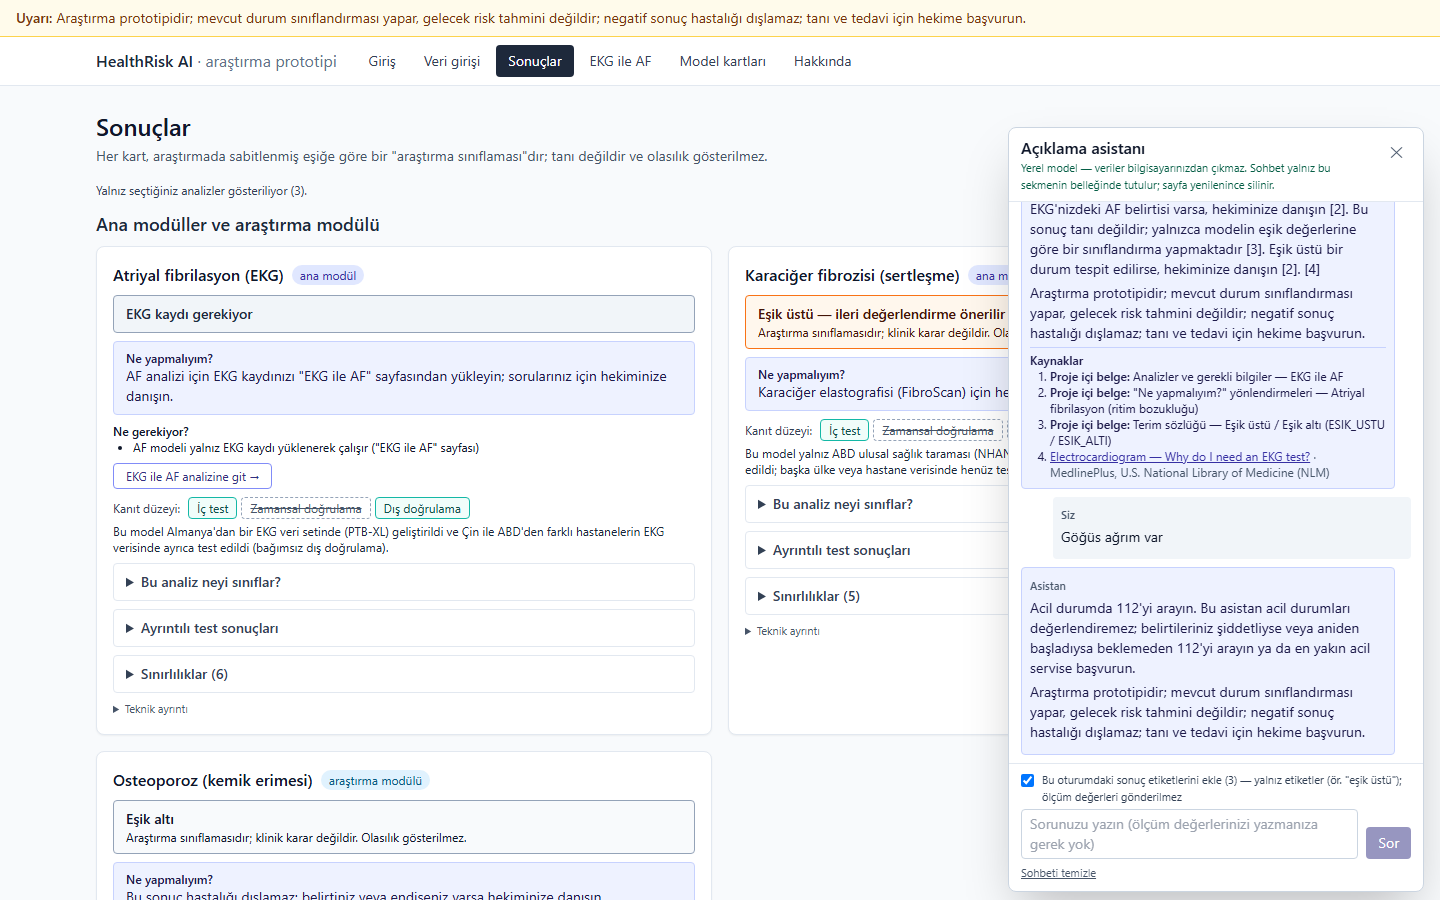 Uyarı: Araştırma prototipidir; mevcut durum sınıflandırması yapar, gelecek risk tahmini değildir; negatif sonuç hastalığı dışlamaz; tanı ve tedavi için hekime başvurun.
HealthRisk AI · araştırma prototipi
Giriş
Veri girişi
Sonuçlar
EKG ile AF
Model kartları
Hakkında
Sonuçlar
Her kart, araştırmada sabitlenmiş eşiğe göre bir "araştırma sınıflaması"dır; tanı değildir ve olasılık gösterilmez.
Yalnız seçtiğiniz analizler gösteriliyor (3).
Ana modüller ve araştırma modülü
Atriyal fibrilasyon (EKG) ana modül
EKG kaydı gerekiyor
Ne yapmalıyım?
AF analizi için EKG kaydınızı "EKG ile AF" sayfasından yükleyin; sorularınız için hekiminize
danışın.
Ne gerekiyor?
• AF modeli yalnız EKG kaydı yüklenerek çalışır ("EKG ile AF" sayfası)
EKG ile AF analizine git →
Kanıt düzeyi: İç test Zamansal doğrulama Dış doğrulama
Bu model Almanya'dan bir EKG veri setinde (PTB-XL) geliştirildi ve Çin ile ABD'den farklı hastanelerin EKG
verisinde ayrıca test edildi (bağımsız dış doğrulama).
▶ Bu analiz neyi sınıflar?
▶ Ayrıntılı test sonuçları
▶ Sınırlılıklar (6)
▶ Teknik ayrıntı
Karaciğer fibrozisi (sertleşme) ana m
Eşik üstü — ileri değerlendirme önerilir
Araştırma sınıflamasıdır; klinik karar değildir. Ola
Ne yapmalıyım?
Karaciğer elastografisi (FibroScan) için he
Kanıt düzeyi: İç test Zamansal doğrulama
Bu model yalnız ABD ulusal sağlık taraması (NHAN
edildi; başka ülke veya hastane verisinde henüz tes
▶ Bu analiz neyi sınıflar?
▶ Ayrıntılı test sonuçları
▶ Sınırlılıklar (5)
▶ Teknik ayrıntı
Osteoporoz (kemik erimesi) araştırma modülü
Eşik altı
Araştırma sınıflamasıdır; klinik karar değildir. Olasılık gösterilmez.
Ne yapmalıyım?
Bu sonuç hastalığı dışlamaz; belirtiniz veya endişeniz varsa hekiminize danışın.
Açıklama asistanı
Yerel model — veriler bilgisayarınızdan çıkmaz. Sohbet yalnız bu
sekmenin belleğinde tutulur; sayfa yenilenince silinir.
EKG'nizdeki AF belirtisi varsa, hekiminize danışın [2]. Bu
sonuç tanı değildir; yalnızca modelin eşik değerlerine
göre bir sınıflandırma yapmaktadır [3]. Eşik üstü bir
durum tespit edilirse, hekiminize danışın [2]. [4]
Araştırma prototipidir; mevcut durum sınıflandırması
yapar, gelecek risk tahmini değildir; negatif sonuç
hastalığı dışlamaz; tanı ve tedavi için hekime başvurun.
Kaynaklar
1. Proje içi belge: Analizler ve gerekli bilgiler — EKG ile AF
2. Proje içi belge: "Ne yapmalıyım?" yönlendirmeleri — Atriyal
fibrilasyon (ritim bozukluğu)
3. Proje içi belge: Terim sözlüğü — Eşik üstü / Eşik altı (ESIK_USTU
/ ESIK_ALTI)
4. Electrocardiogram — Why do I need an EKG test? ·
MedlinePlus, U.S. National Library of Medicine (NLM)
Siz
Göğüs ağrım var
Asistan
Acil durumda 112'yi arayın. Bu asistan acil durumları
değerlendiremez; belirtileriniz şiddetliyse veya aniden
başladıysa beklemeden 112'yi arayın ya da en yakın acil
servise başvurun.
Araştırma prototipidir; mevcut durum sınıflandırması
yapar, gelecek risk tahmini değildir; negatif sonuç
hastalığı dışlamaz; tanı ve tedavi için hekime başvurun.
Bu oturumdaki sonuç etiketlerini ekle (3) — yalnız etiketler (ör. "eşik üstü");
ölçüm değerleri gönderilmez
Sorunuzu yazın (ölçüm değerlerinizi yazmanıza
gerek yok)
Sor
Sohbeti temizle